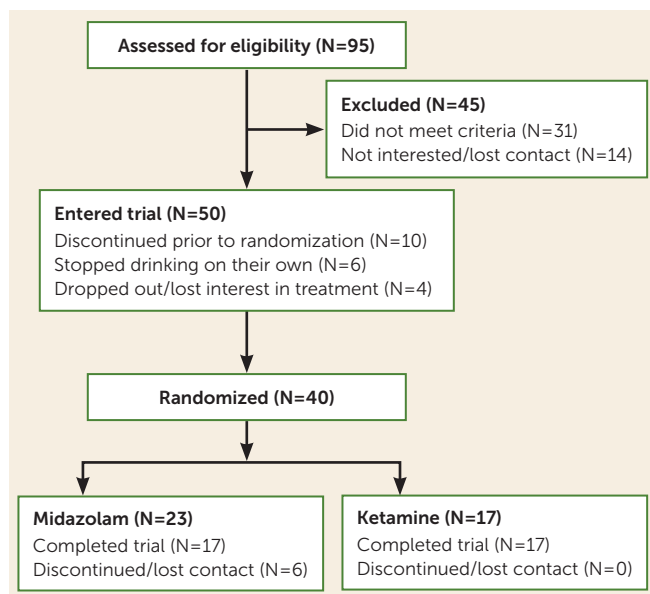 Assessed for eligibility (N=95)
Excluded (N=45)
Did not meet criteria (N=31)
Not interested/lost contact (N=14)
Entered trial (N=50)
Discontinued prior to randomization (N=10)
Stopped drinking on their own (N=6)
Dropped out/lost interest in treatment (N=4)
Randomized (N=40)
Midazolam (N=23)
Completed trial (N=17)
Discontinued/lost contact (N=6)
Ketamine (N=17)
Completed trial (N=17)
Discontinued/lost contact (N=0)